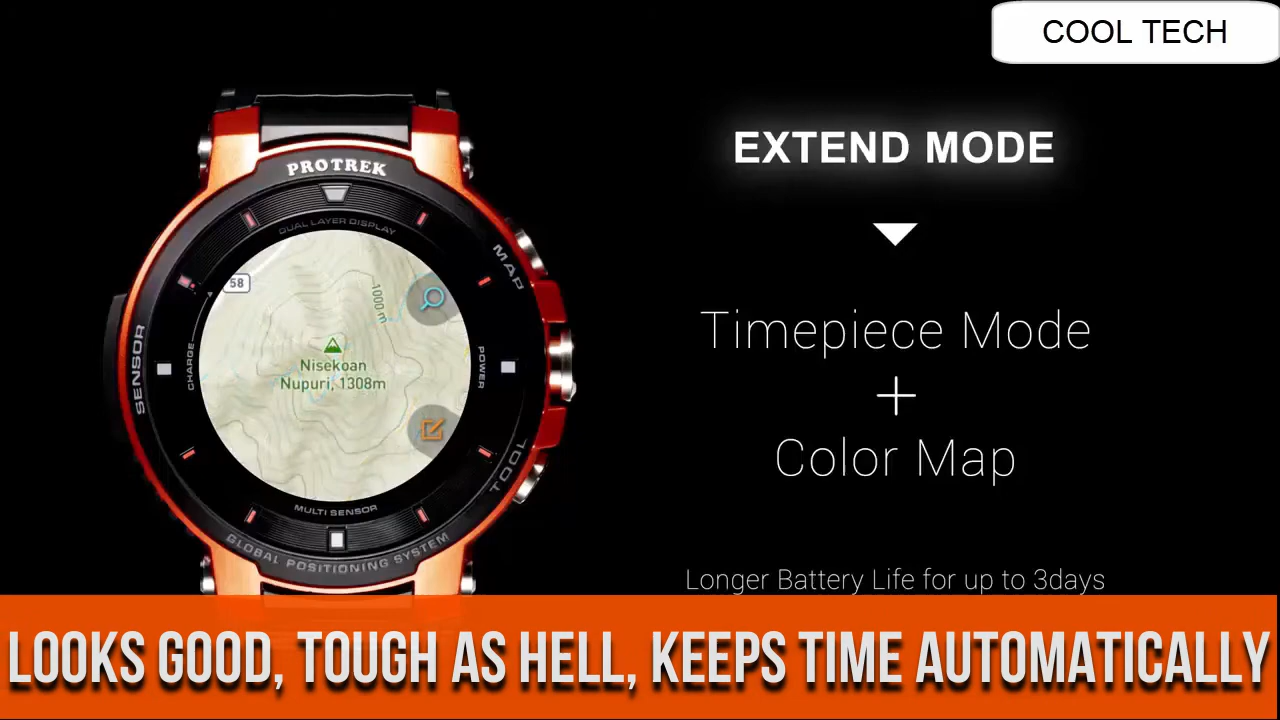 COOL TECH
EXTEND MODE
PROTREK
DUAL LAYER DISPLAY
MAP
58
1000 m
SENSOR
CHARGE
POWER
Nisekoan
Nupuri, 1308m
Timepiece Mode
+
Color Map
TOOL
MULTI SENSOR
GLOBAL POSITIONING SYSTEM
Longer Battery Life for up to 3days
LOOKS GOOD, TOUGH AS HELL, KEEPS TIME AUTOMATICALLY